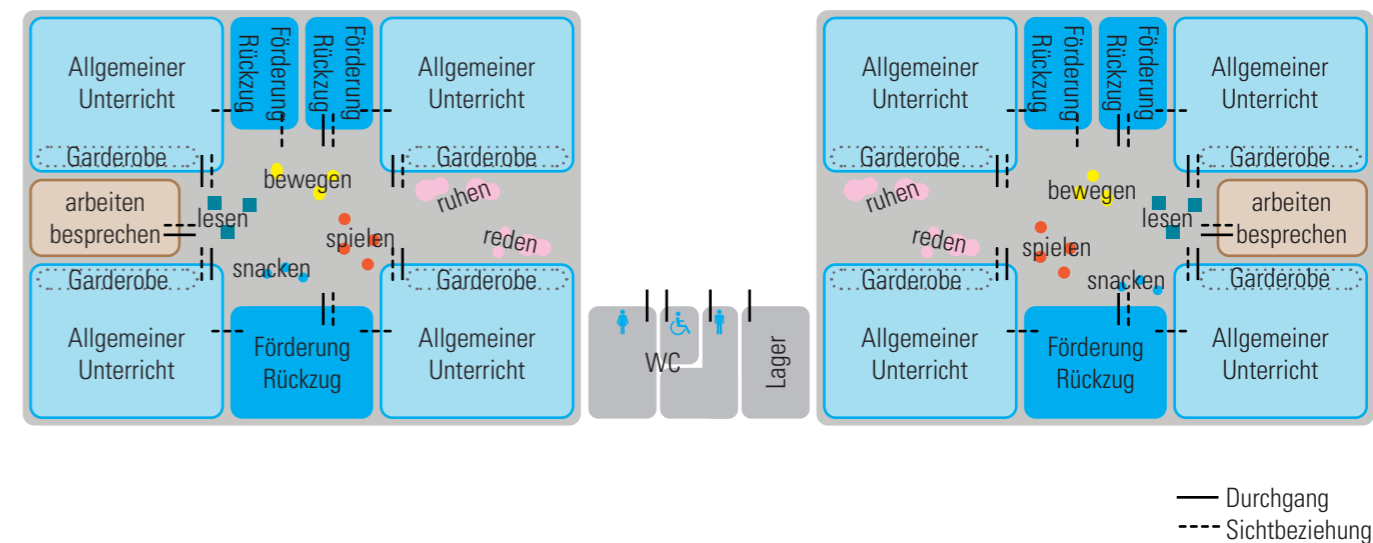 Allgemeiner
Unterricht
Förderung
Rückzug
Förderung
Rückzug
Allgemeiner
Unterricht
Garderobe
Garderobe
arbeiten
besprechen
lesen
bewegen
ruhen
reden
spielen
snacken
Garderobe
Garderobe
Allgemeiner
Unterricht
Förderung
Rückzug
Allgemeiner
Unterricht
WC
Lager
Allgemeiner
Unterricht
Förderung
Rückzug
Förderung
Rückzug
Allgemeiner
Unterricht
Garderobe
Garderobe
ruhen
reden
bewegen
spielen
lesen
arbeiten
besprechen
snacken
Garderobe
Garderobe
Allgemeiner
Unterricht
Förderung
Rückzug
Allgemeiner
Unterricht
Durchgang
Sichtbeziehung